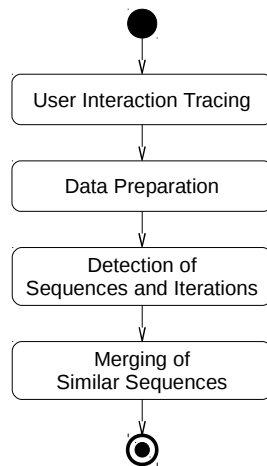 User Interaction Tracing
Data Preparation
Detection of
Sequences and Iterations
Merging of
Similar Sequences